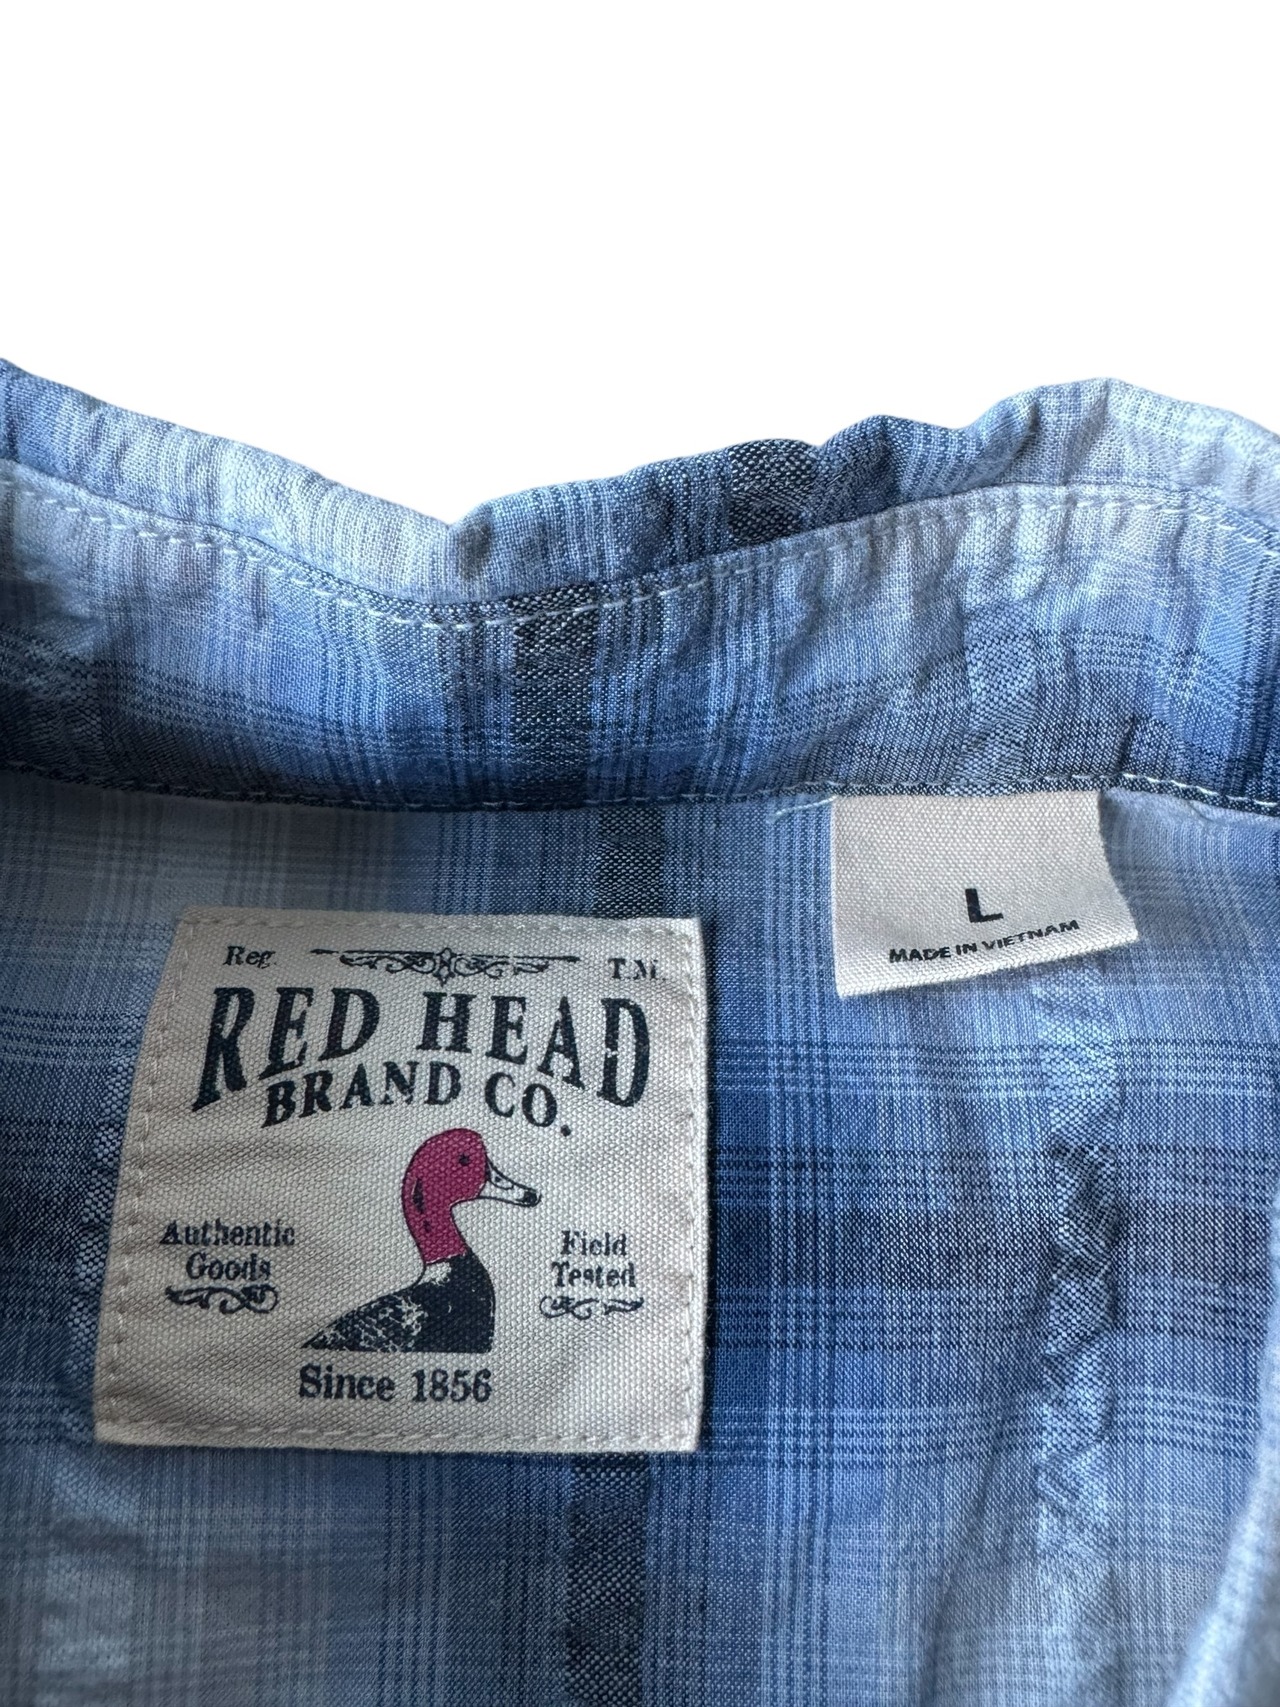 Reg. T.M.
RED HEAD
BRAND CO.
Authentic
Goods
Field
Tested
Since 1856
L
MADE IN VIETNAM